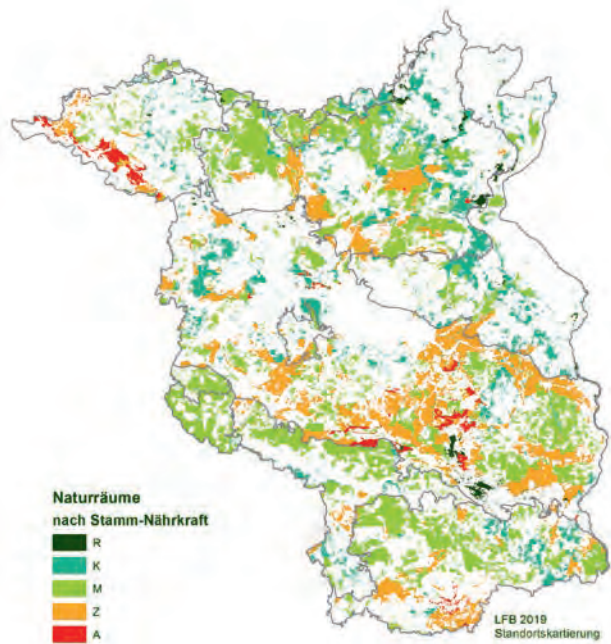 Naturräume
nach Stamm-Nährkraft
R
K
M
Z
A
LFB 2019
Standortskartierung